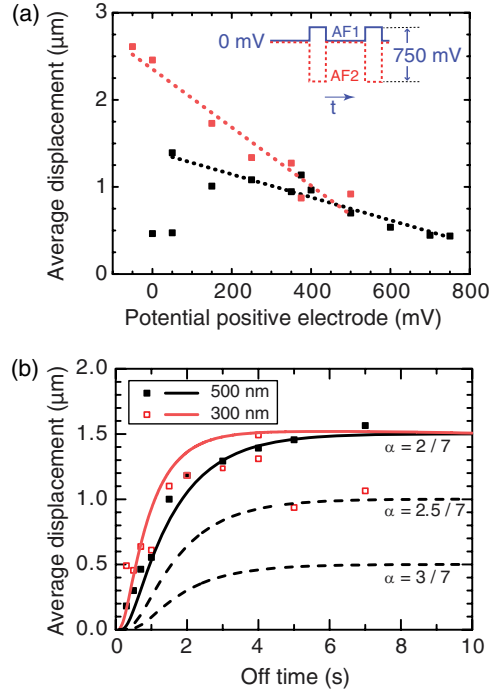 (a)
0 mV
AF1
AF2
750 mV
t
Average displacement (μm)
3
2
1
0
0 200 400 600 800
Potential positive electrode (mV)
(b)
500 nm
300 nm
Average displacement (μm)
2.0
1.5
1.0
0.5
0.0
α = 2 / 7
α = 2.5 / 7
α = 3 / 7
0 2 4 6 8 10
Off time (s)